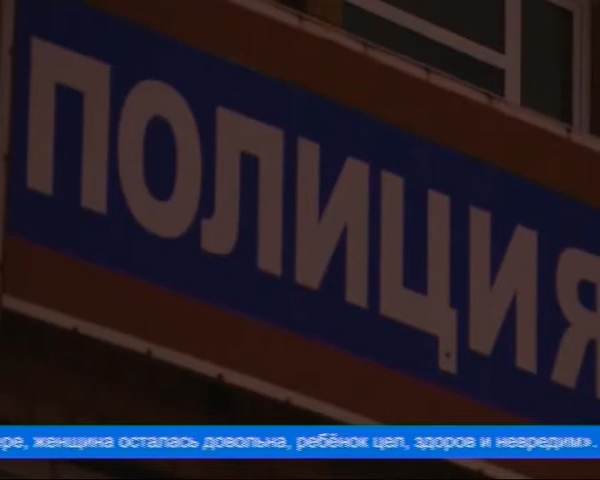 ПОЛИЦИЯ
ре, женщина осталась довольна, ребёнок цел, здоров и невредим».